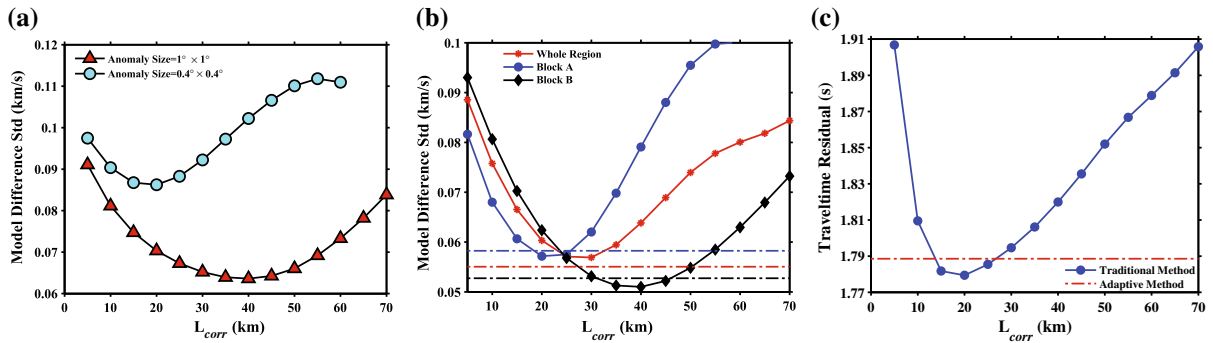 (a)
0.12
0.11
0.1
0.09
0.08
0.07
0.06
Model Difference Std (km/s)
Anomaly Size=1° × 1°
Anomaly Size=0.4° × 0.4°
0 10 20 30 40 50 60 70
L_corr (km)
(b)
0.1
0.09
0.08
0.07
0.06
0.05
Model Difference Std (km/s)
Whole Region
Block A
Block B
10 20 30 40 50 60 70
L_corr (km)
(c)
1.91
1.89
1.87
1.85
1.83
1.81
1.79
1.77
Traveltime Residual (s)
Traditional Method
Adaptive Method
0 10 20 30 40 50 60 70
L_corr (km)